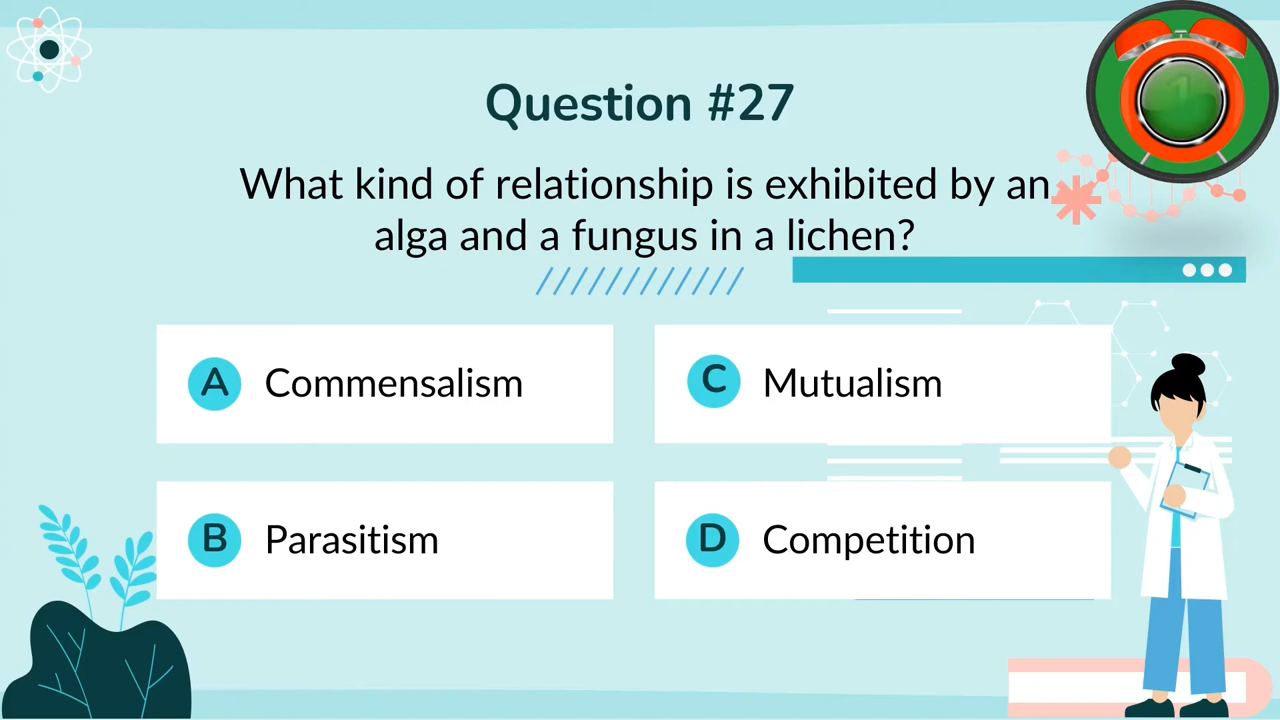 Question #27
What kind of relationship is exhibited by an
alga and a fungus in a lichen?
A Commensalism
C Mutualism
B Parasitism
D Competition